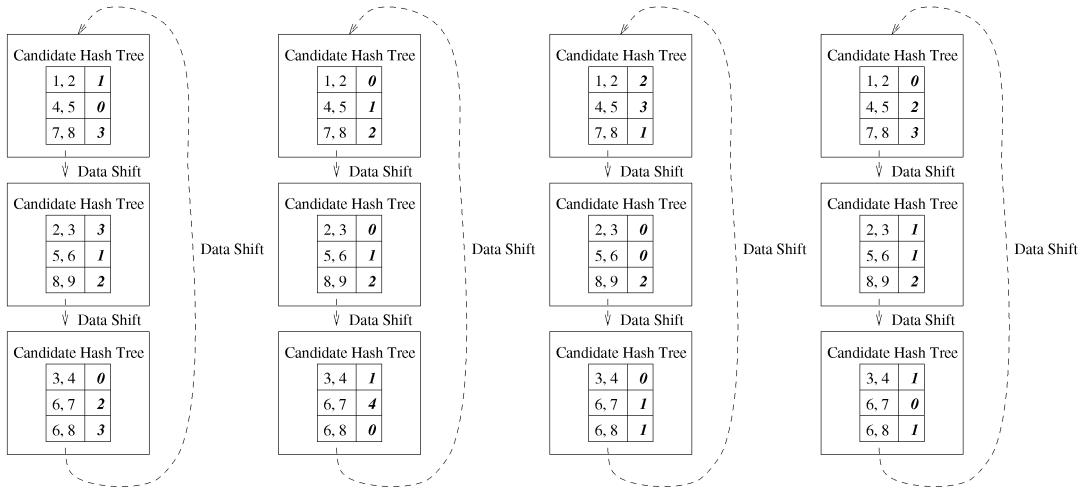 Candidate Hash Tree Candidate Hash Tree Candidate Hash Tree Candidate Hash Tree
1, 2 1 1, 2 0 1, 2 2 1, 2 0
4, 5 0 4, 5 1 4, 5 3 4, 5 2
7, 8 3 7, 8 2 7, 8 1 7, 8 3
Data Shift Data Shift Data Shift Data Shift
Candidate Hash Tree Candidate Hash Tree Candidate Hash Tree Candidate Hash Tree
2, 3 3 2, 3 0 2, 3 0 2, 3 1
Data Shift Data Shift Data Shift Data Shift
5, 6 1 5, 6 1 5, 6 0 5, 6 1
8, 9 2 8, 9 2 8, 9 2 8, 9 2
Data Shift Data Shift Data Shift Data Shift
Candidate Hash Tree Candidate Hash Tree Candidate Hash Tree Candidate Hash Tree
3, 4 0 3, 4 1 3, 4 0 3, 4 1
6, 7 2 6, 7 4 6, 7 1 6, 7 0
6, 8 3 6, 8 0 6, 8 1 6, 8 1